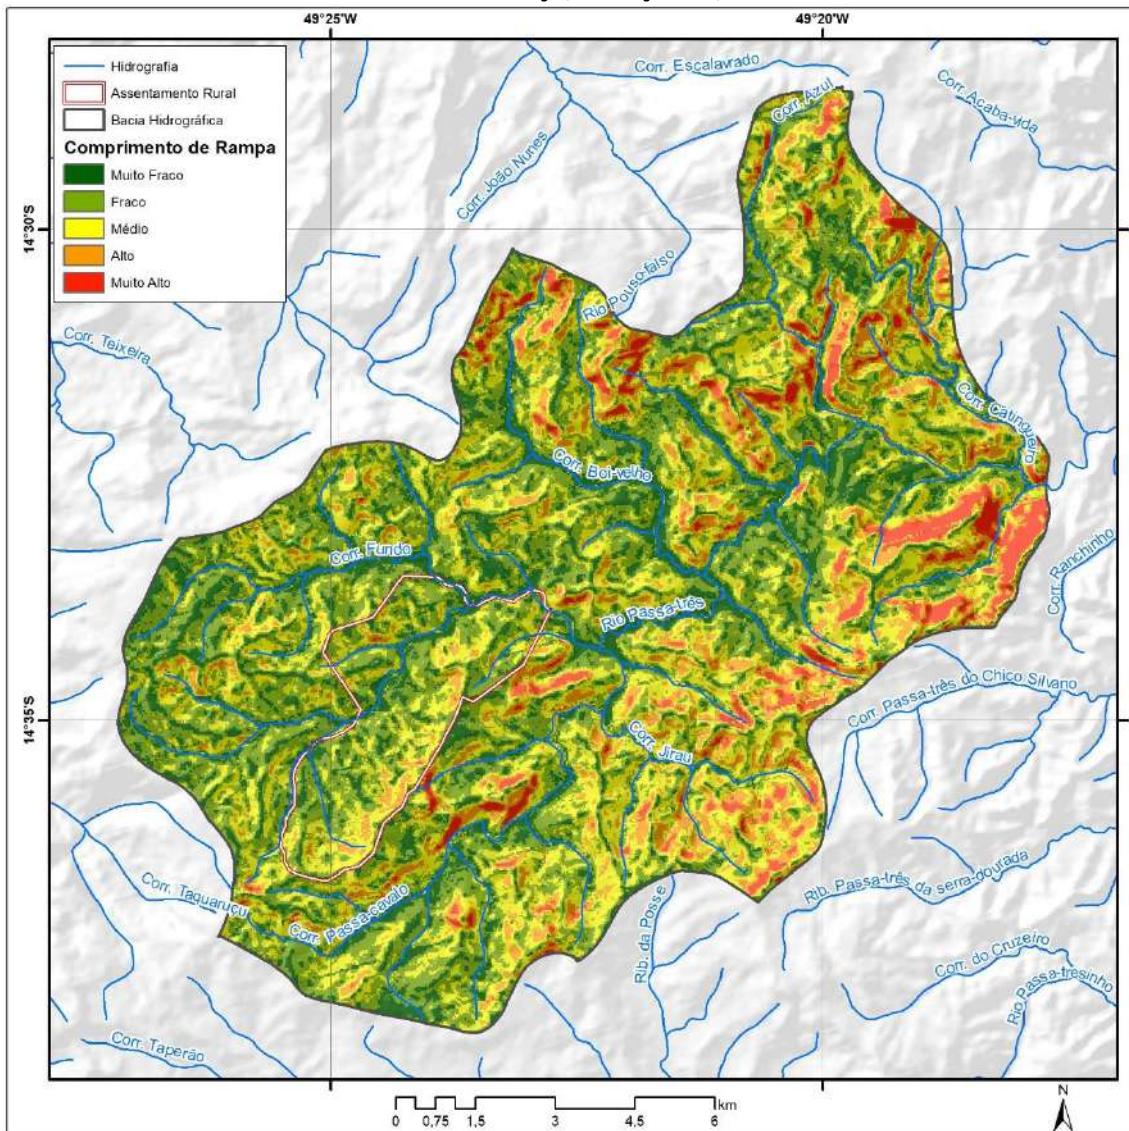 49°25'W
49°20'W
Hidrografia
Assentamento Rural
Bacia Hidrográfica
Comprimento de Rampa
Muito Fraco
Fraco
Médio
Alto
Muito Alto
Corr. Escalavrado
Corr. Azul
Corr. Acaba-vida
Corr. João Nunes
14°30'S
Rio Pouso-falso
Corr. Teixeira
Corr. Catinguero
Corr. Boi-velho
Corr. Fundo
Corr. Ranchinho
Rio Passa-três
Corr. Passa-três do Chico Silvano
14°35'S
Corr. Jirau
Corr. Taquaruçu
Corr. Passa-cavalo
Rib. Passa-três da serra-dourada
Rib. da Posse
Corr. do Cruzeiro
Rio Passa-tresinho
Corr. Taperão
N
km
0 0,75 1,5 3 4,5 6